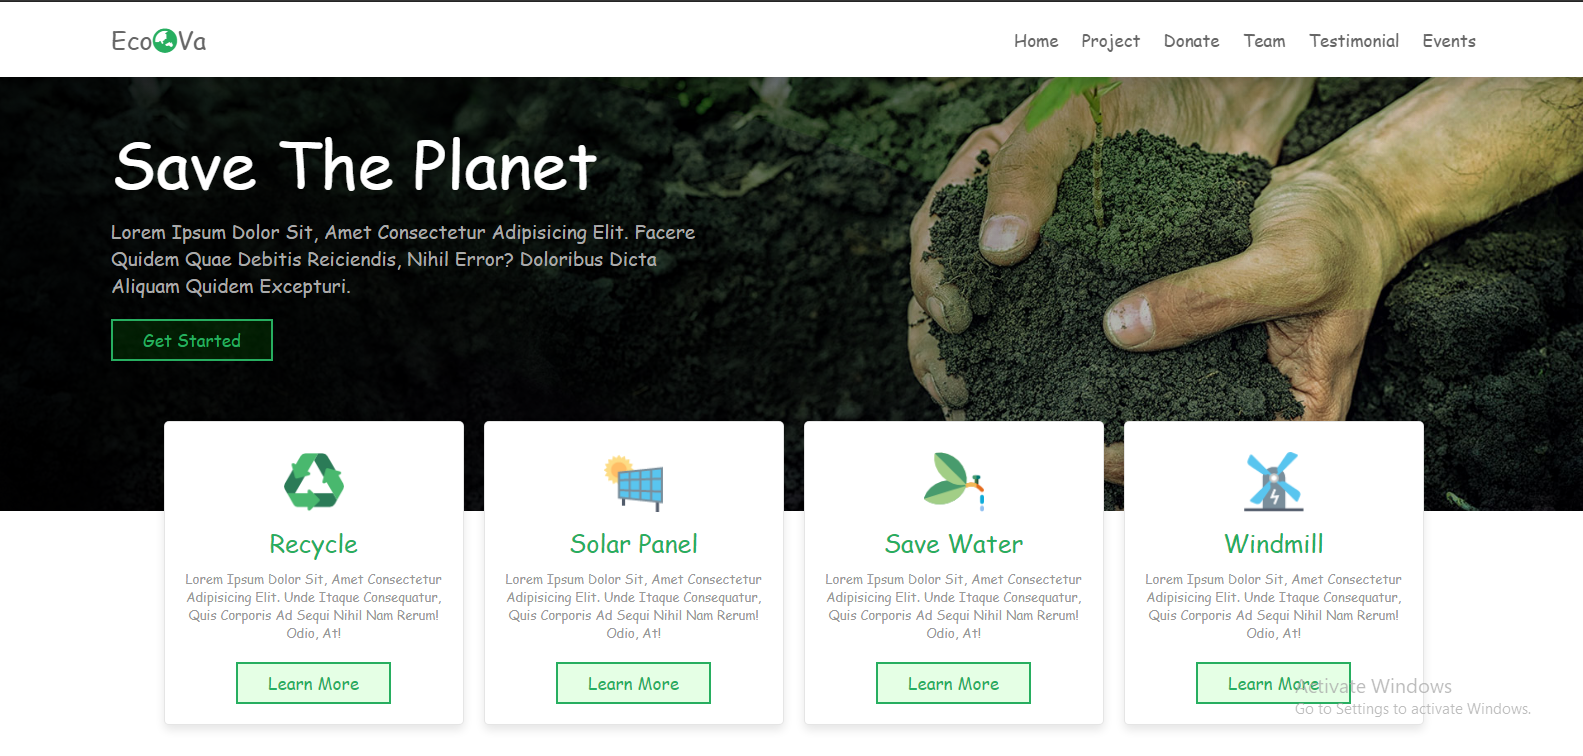 EcoVa
Home Project Donate Team Testimonial Events
Save The Planet
Lorem Ipsum Dolor Sit, Amet Consectetur Adipisicing Elit. Facere
Quidem Quae Debitis Reiciendis, Nihil Error? Doloribus Dicta
Aliquam Quidem Excepturi.
Get Started
Recycle
Lorem Ipsum Dolor Sit, Amet Consectetur
Adipisicing Elit. Unde Itaque Consequatur,
Quis Corporis Ad Sequi Nihil Nam Rerum!
Odio, At!
Learn More
Solar Panel
Lorem Ipsum Dolor Sit, Amet Consectetur
Adipisicing Elit. Unde Itaque Consequatur,
Quis Corporis Ad Sequi Nihil Nam Rerum!
Odio, At!
Learn More
Save Water
Lorem Ipsum Dolor Sit, Amet Consectetur
Adipisicing Elit. Unde Itaque Consequatur,
Quis Corporis Ad Sequi Nihil Nam Rerum!
Odio, At!
Learn More
Windmill
Lorem Ipsum Dolor Sit, Amet Consectetur
Adipisicing Elit. Unde Itaque Consequatur,
Quis Corporis Ad Sequi Nihil Nam Rerum!
Odio, At!
Learn More
Activate Windows
Go to Settings to activate Windows.